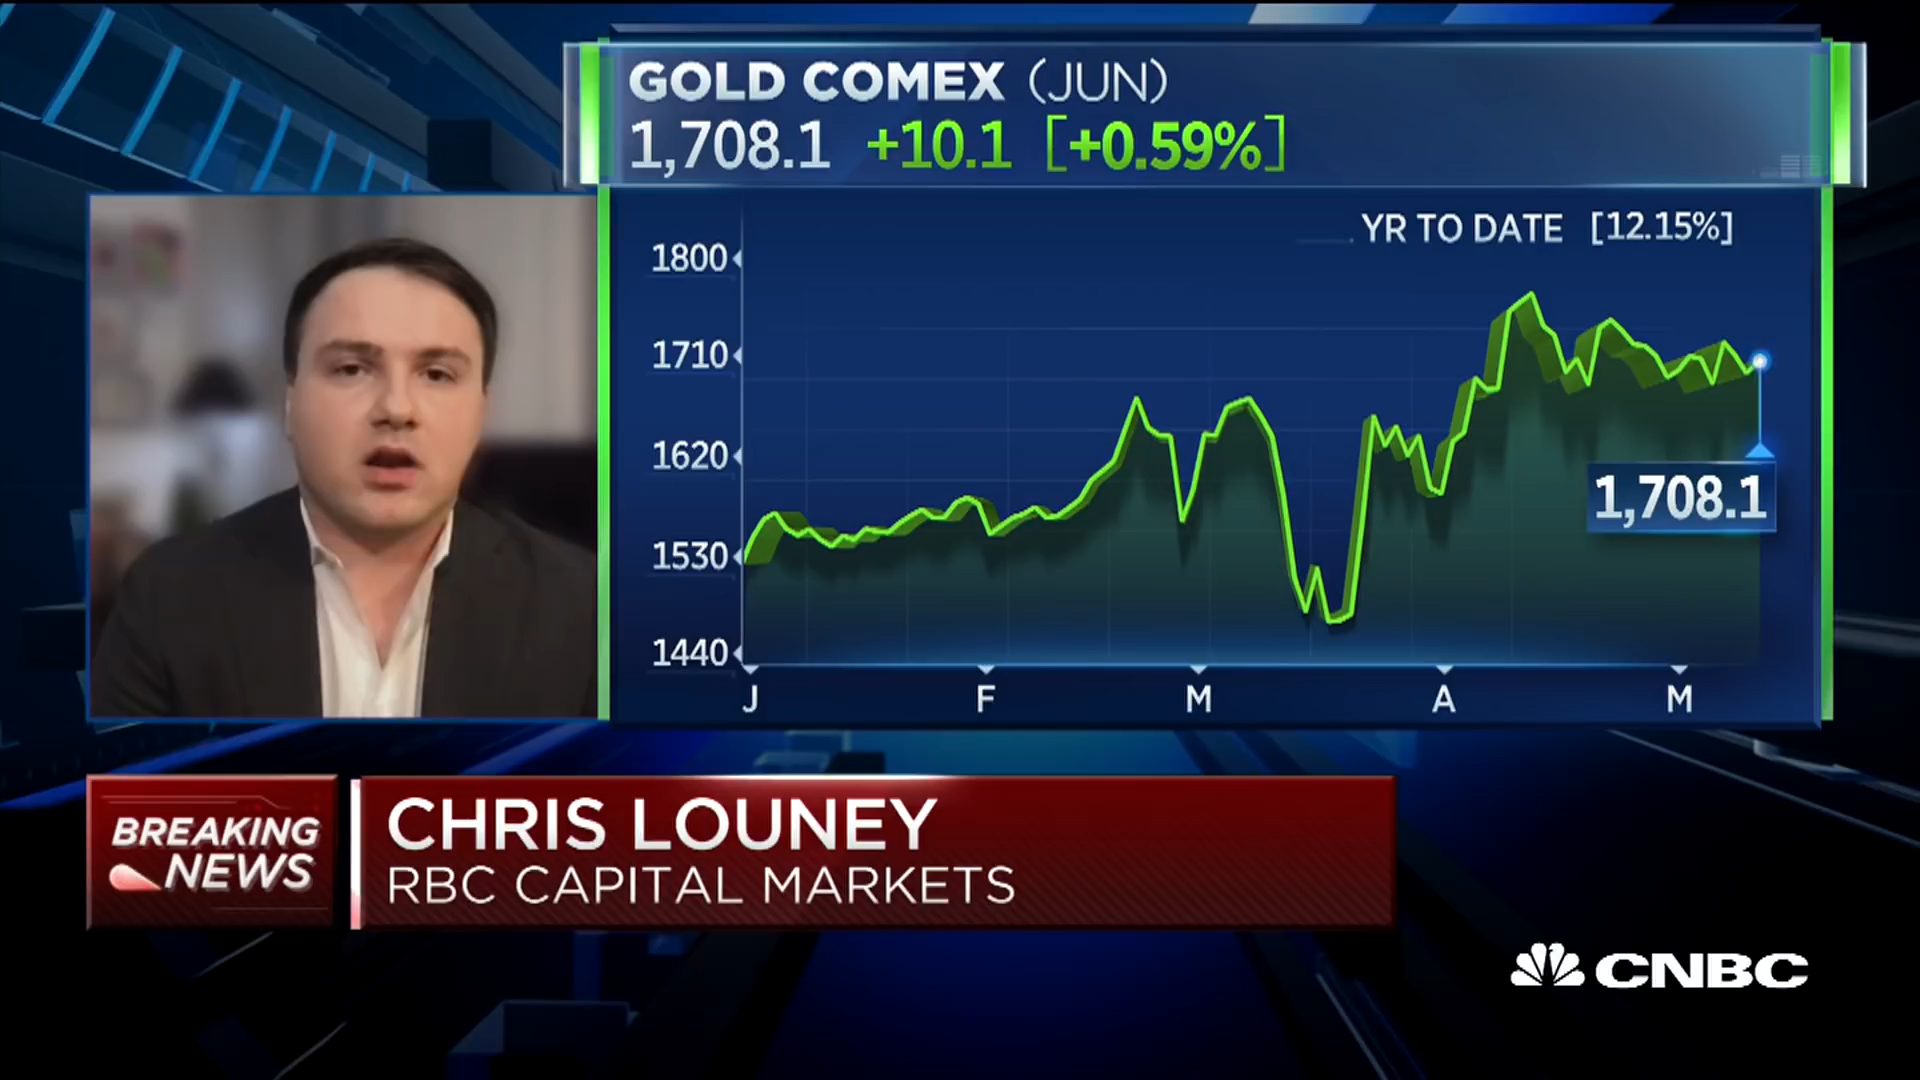 GOLD COMEX (JUN)
1,708.1 +10.1 [+0.59%]
YR TO DATE [12.15%]
1800
1710
1620
1530
1440
1,708.1
J F M A M
BREAKING
NEWS
CHRIS LOUNEY
RBC CAPITAL MARKETS
CNBC